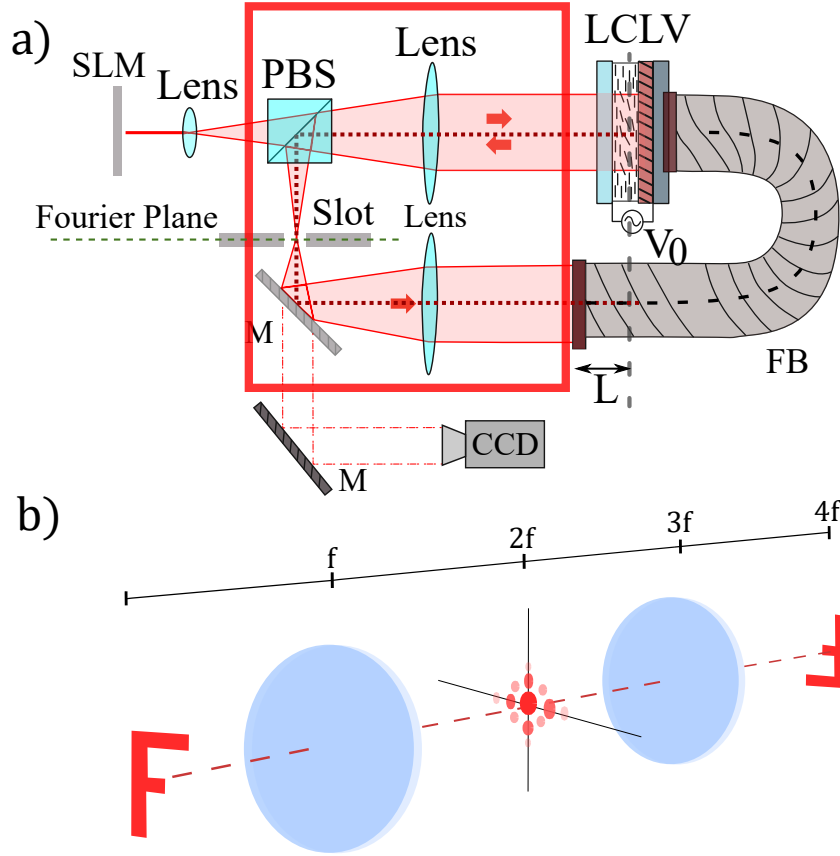 a)
SLM
Lens
PBS
Lens
LCLV
Fourier Plane
Slot
Lens
V0
M
L
FB
M
CCD
b)
f
2f
3f
4f
F
F